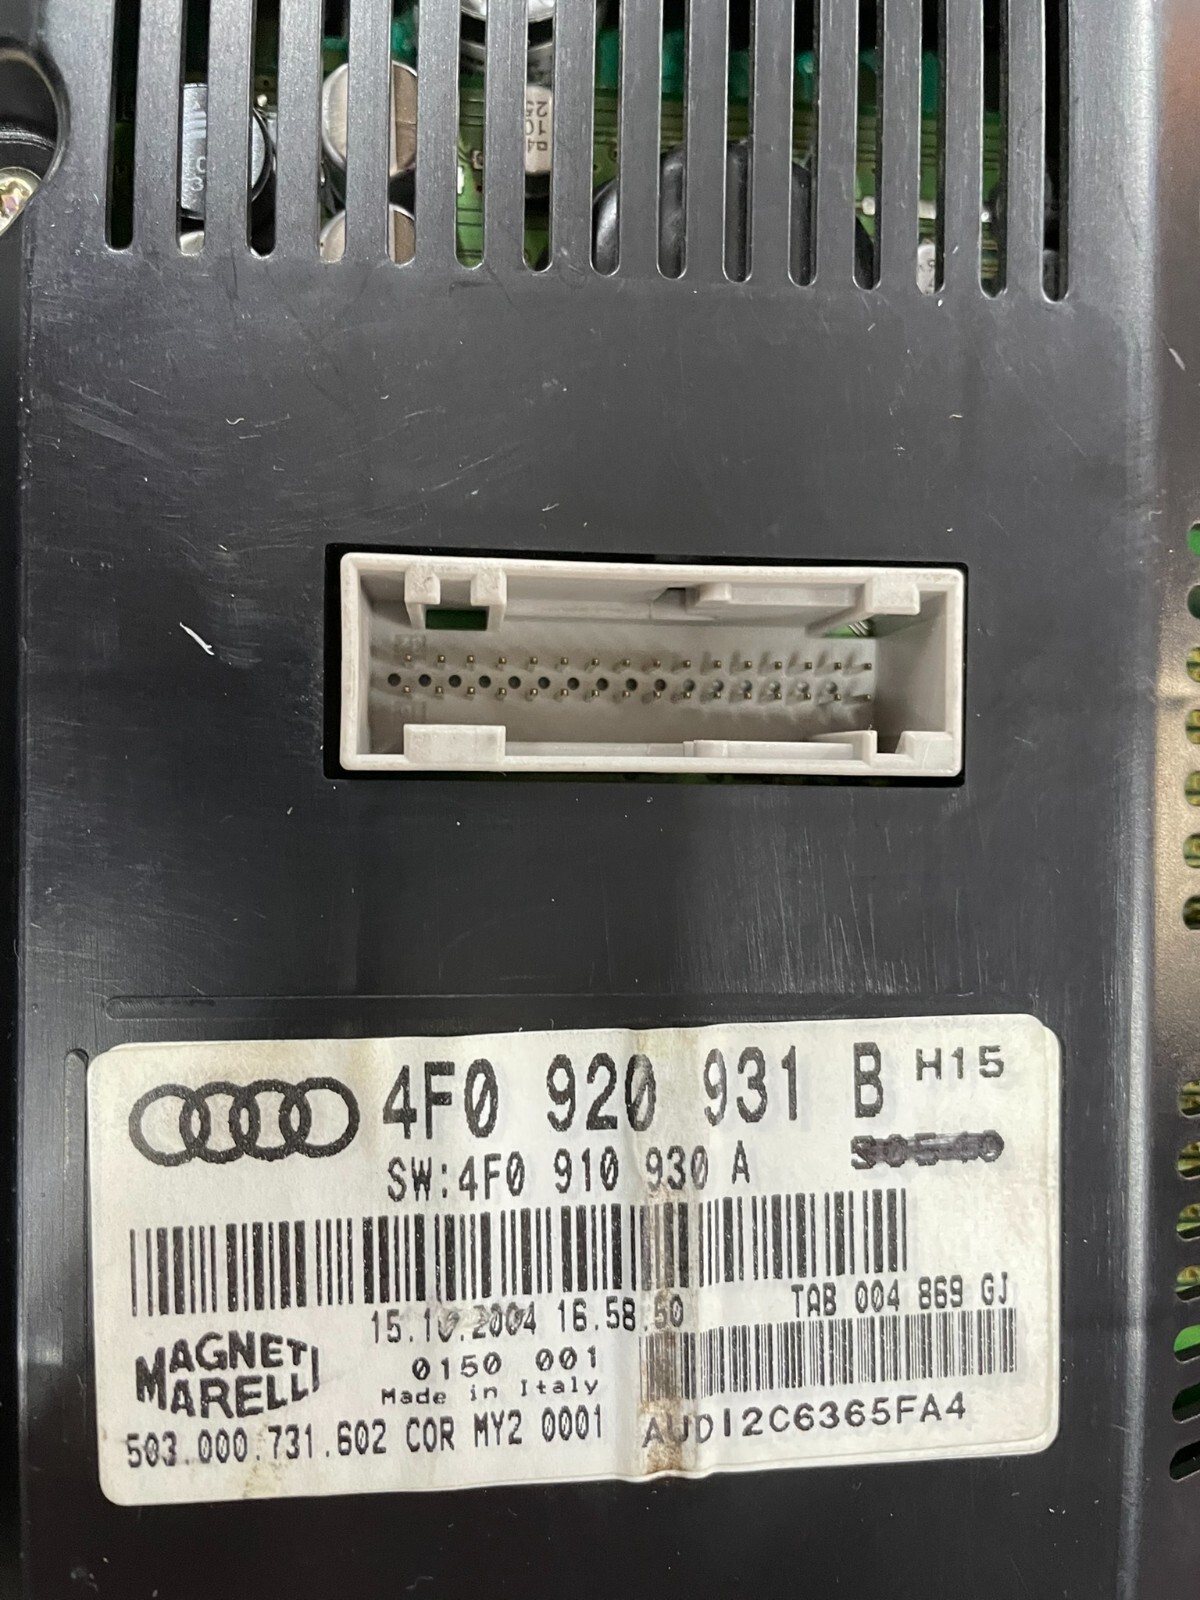 4F0 920 931 B H15
SW:4F0 910 930 A S0540
TAB 004 869 GJ
15.10.2004 16.58.50
MAGNETI
MARELLI
0150 001
Made in Italy
503.000.731.602 COR MY2 0001
AUDI2C6365FA4